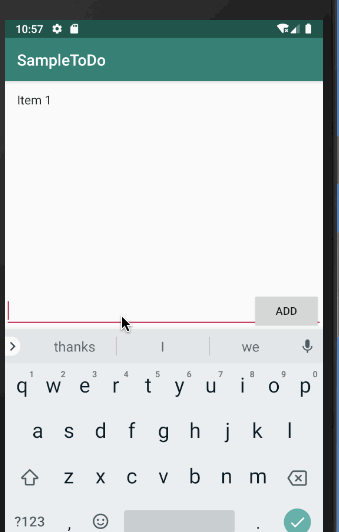 10:57
SampleToDo
Item 1
ADD
thanks I we
1 2 3 4 5 6 7 8 9 0
q w e r t y u i o p
a s d f g h j k l
z x c v b n m
?123 , .